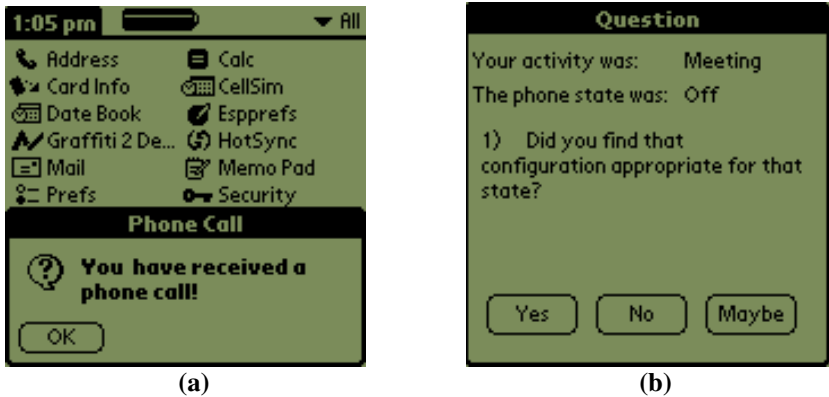 1:05 pm All
Address Calc
Card Info CellSim
Date Book Espprefs
Graffiti 2 De... HotSync
Mail Memo Pad
Prefs Security
Phone Call
You have received a
phone call!
OK
(a)
Question
Your activity was: Meeting
The phone state was: Off
1) Did you find that
configuration appropriate for that
state?
Yes No Maybe
(b)